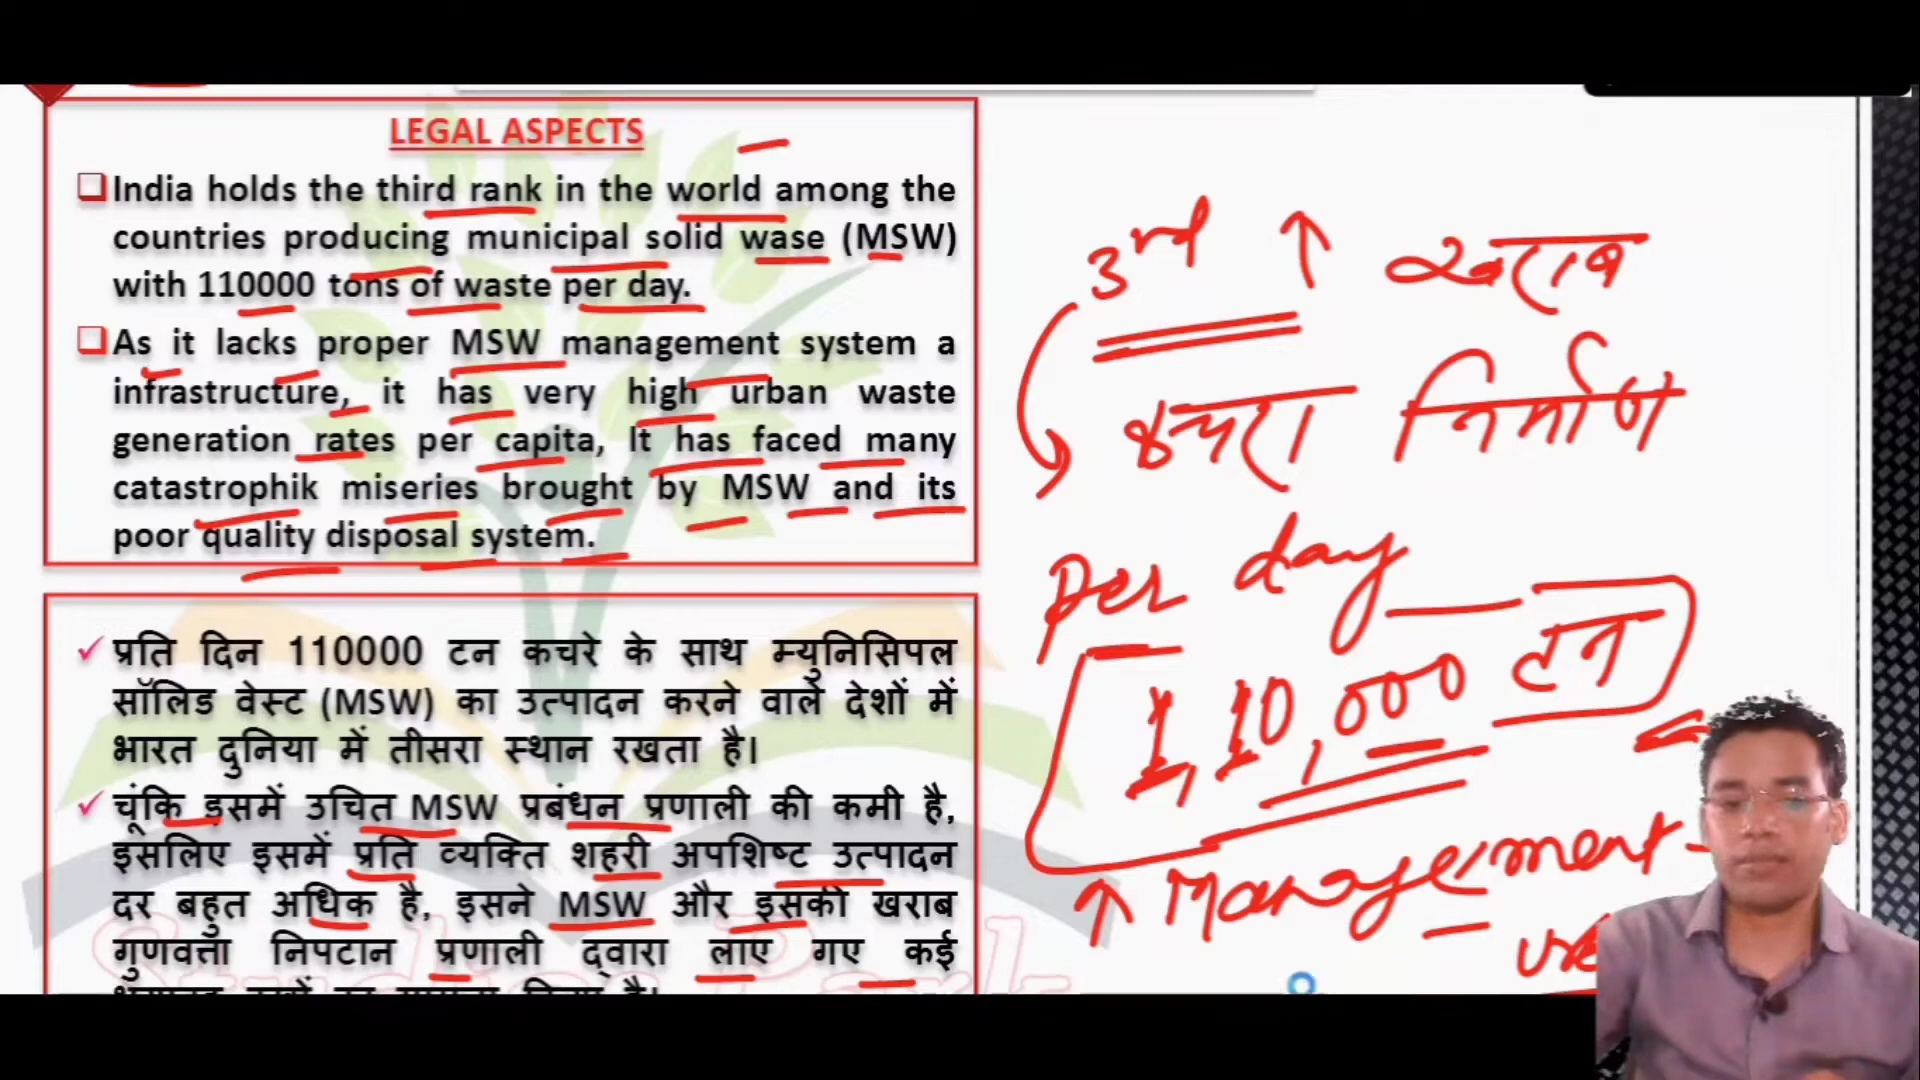 LEGAL ASPECTS
India holds the third rank in the world among the
countries producing municipal solid wase (MSW)
with 110000 tons of waste per day.
As it lacks proper MSW management system a
infrastructure, it has very high urban waste
generation rates per capita, It has faced many
catastrophik miseries brought by MSW and its
poor quality disposal system.
प्रति दिन 110000 टन कचरे के साथ म्युनिसिपल
सॉलिड वेस्ट (MSW) का उत्पादन करने वाले देशों में
भारत दुनिया में तीसरा स्थान रखता है।
चूंकि इसमें उचित MSW प्रबंधन प्रणाली की कमी है,
इसलिए इसमें प्रति व्यक्ति शहरी अपशिष्ट उत्पादन
दर बहुत अधिक है, इसने MSW और इसकी खराब
गुणवत्ता निपटान प्रणाली द्वारा लाए गए कई
3rd ↑ खराब
कचरा निर्माण
Per day
1,10,000 टन
↑ Management